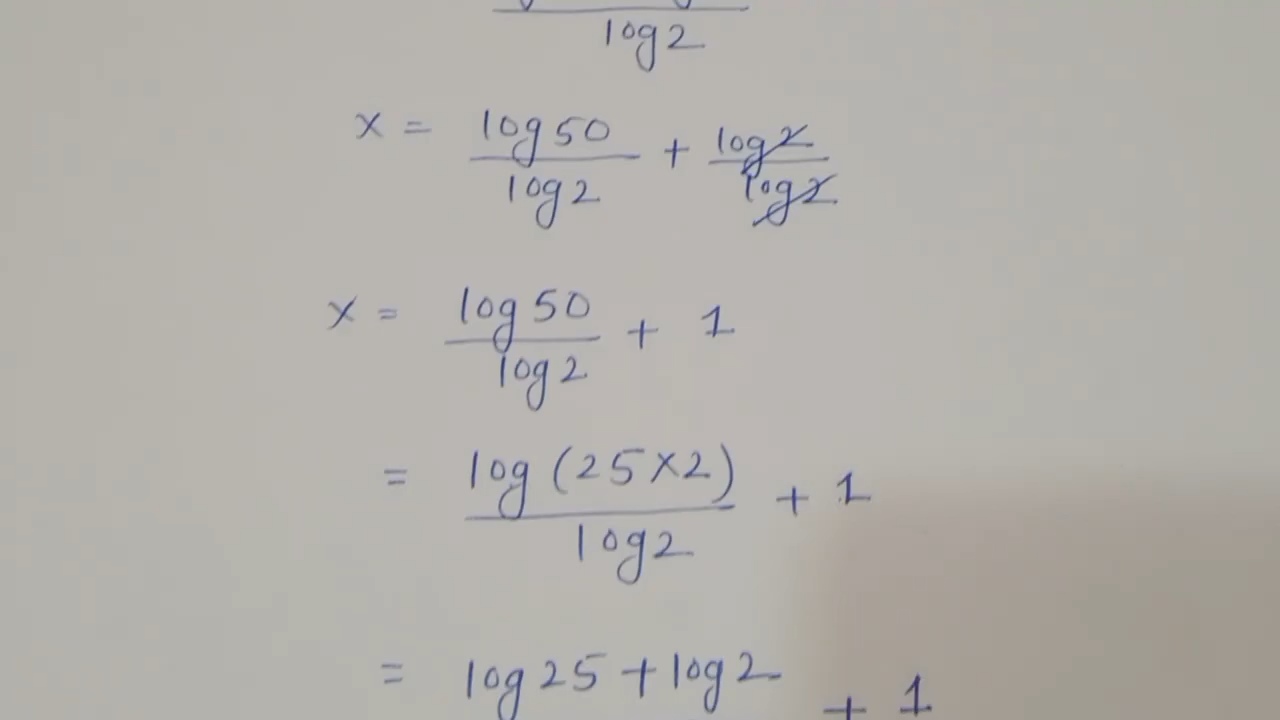 log2
x = log50/log2 + log2/log2
x = log50/log2 + 1
= log(25×2)/log2 + 1
= log25 + log2 + 1